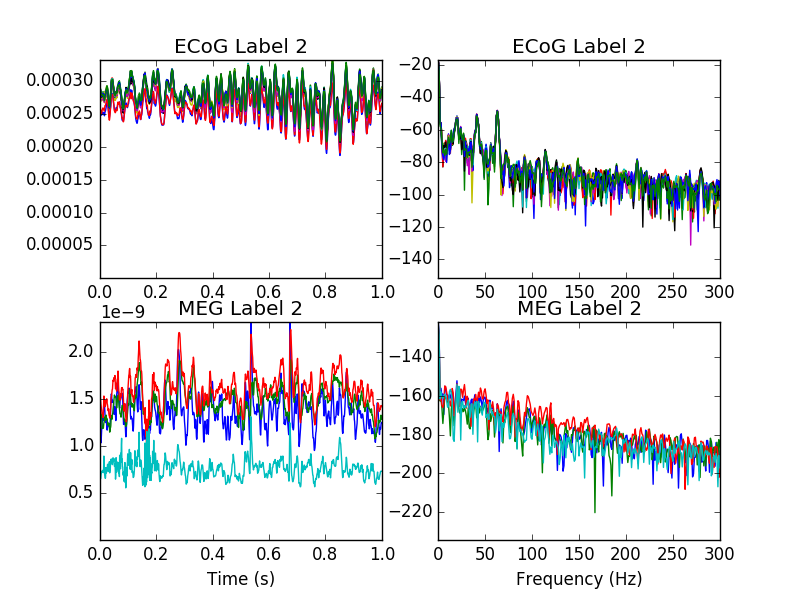 ECoG Label 2
0.00030
0.00025
0.00020
0.00015
0.00010
0.00005
0.0 0.2 0.4 0.6 0.8 1.0
ECoG Label 2
−20
−40
−60
−80
−100
−120
−140
0 50 100 150 200 250 300
MEG Label 2
1e−9
2.0
1.5
1.0
0.5
0.0 0.2 0.4 0.6 0.8 1.0
Time (s)
MEG Label 2
−140
−160
−180
−200
−220
0 50 100 150 200 250 300
Frequency (Hz)